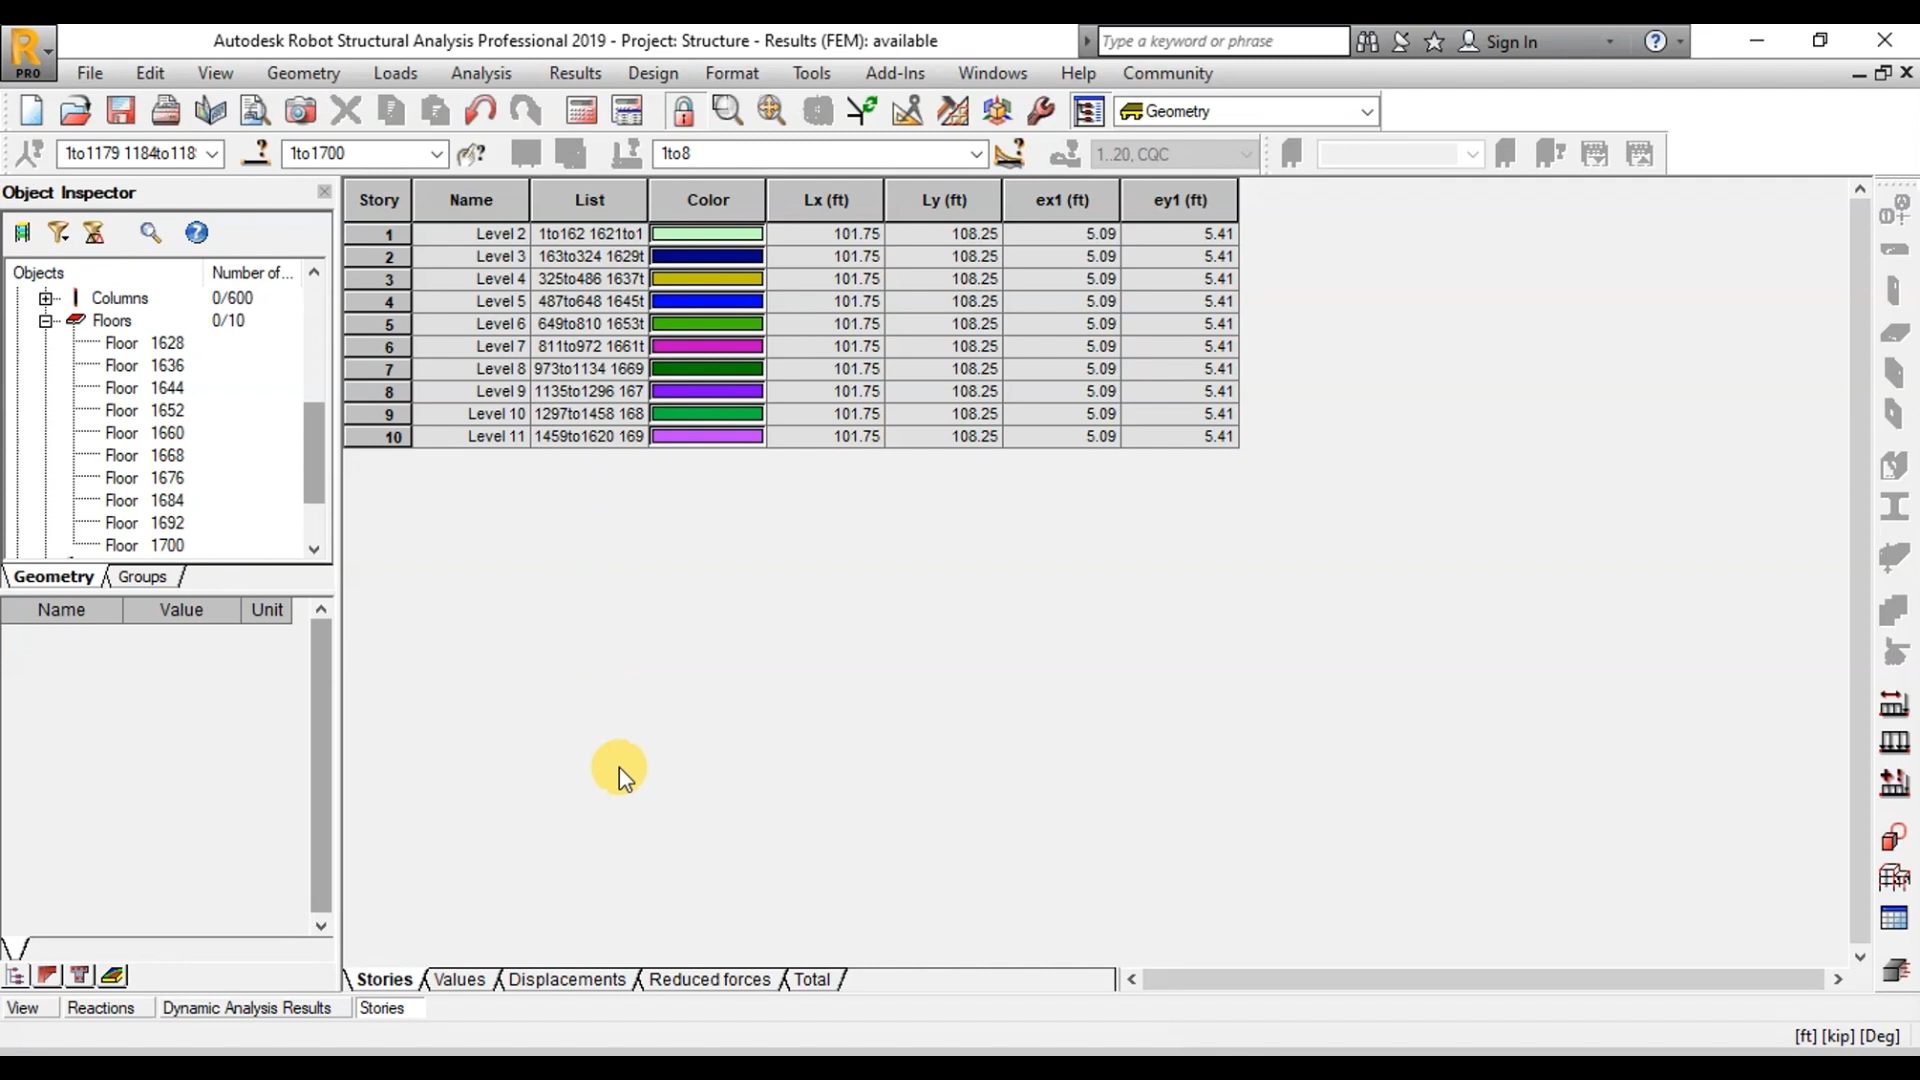 R
PRO
Autodesk Robot Structural Analysis Professional 2019 - Project: Structure - Results (FEM): available
Type a keyword or phrase
Sign In
File Edit View Geometry Loads Analysis Results Design Format Tools Add-Ins Windows Help Community
Geometry
1to1179 1184to118
1to1700
1to8
1..20, CQC
Object Inspector
Objects Number of...
Columns 0/600
Floors 0/10
Floor 1628
Floor 1636
Floor 1644
Floor 1652
Floor 1660
Floor 1668
Floor 1676
Floor 1684
Floor 1692
Floor 1700
Geometry Groups
Name Value Unit
Story Name List Color Lx (ft) Ly (ft) ex1 (ft) ey1 (ft)
1 Level 2 1to162 1621to1 101.75 108.25 5.09 5.41
2 Level 3 163to324 1629t 101.75 108.25 5.09 5.41
3 Level 4 325to486 1637t 101.75 108.25 5.09 5.41
4 Level 5 487to648 1645t 101.75 108.25 5.09 5.41
5 Level 6 649to810 1653t 101.75 108.25 5.09 5.41
6 Level 7 811to972 1661t 101.75 108.25 5.09 5.41
7 Level 8 973to1134 1669 101.75 108.25 5.09 5.41
8 Level 9 1135to1296 167 101.75 108.25 5.09 5.41
9 Level 10 1297to1458 168 101.75 108.25 5.09 5.41
10 Level 11 1459to1620 169 101.75 108.25 5.09 5.41
Stories Values Displacements Reduced forces Total
View Reactions Dynamic Analysis Results Stories
[ft] [kip] [Deg]